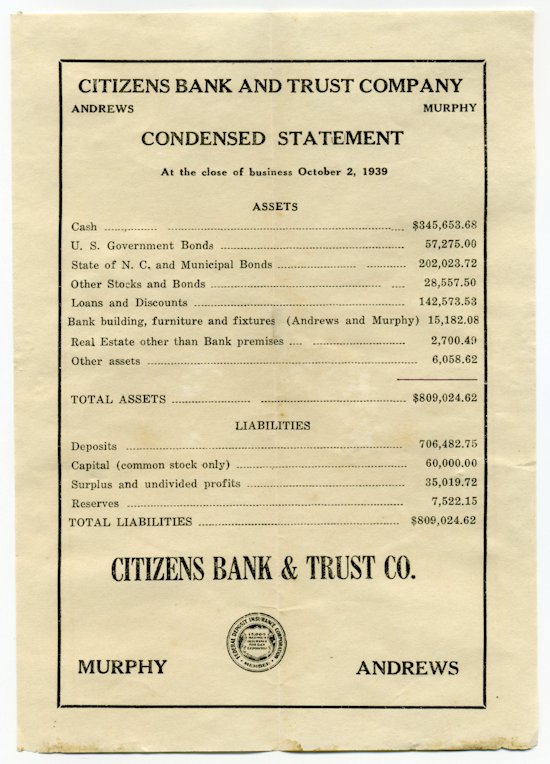 CITIZENS BANK AND TRUST COMPANY
ANDREWS MURPHY
CONDENSED STATEMENT
At the close of business October 2, 1939
ASSETS
Cash $345,653.68
U. S. Government Bonds 57,275.00
State of N. C. and Municipal Bonds 202,023.72
Other Stocks and Bonds 28,557.50
Loans and Discounts 142,573.53
Bank building, furniture and fixtures (Andrews and Murphy) 15,182.08
Real Estate other than Bank premises 2,700.49
Other assets 6,058.62
TOTAL ASSETS $809,024.62
LIABILITIES
Deposits 706,482.75
Capital (common stock only) 60,000.00
Surplus and undivided profits 35,019.72
Reserves 7,522.15
TOTAL LIABILITIES $809,024.62
CITIZENS BANK & TRUST CO.
FEDERAL DEPOSIT INSURANCE CORPORATION
MEMBER
MURPHY ANDREWS